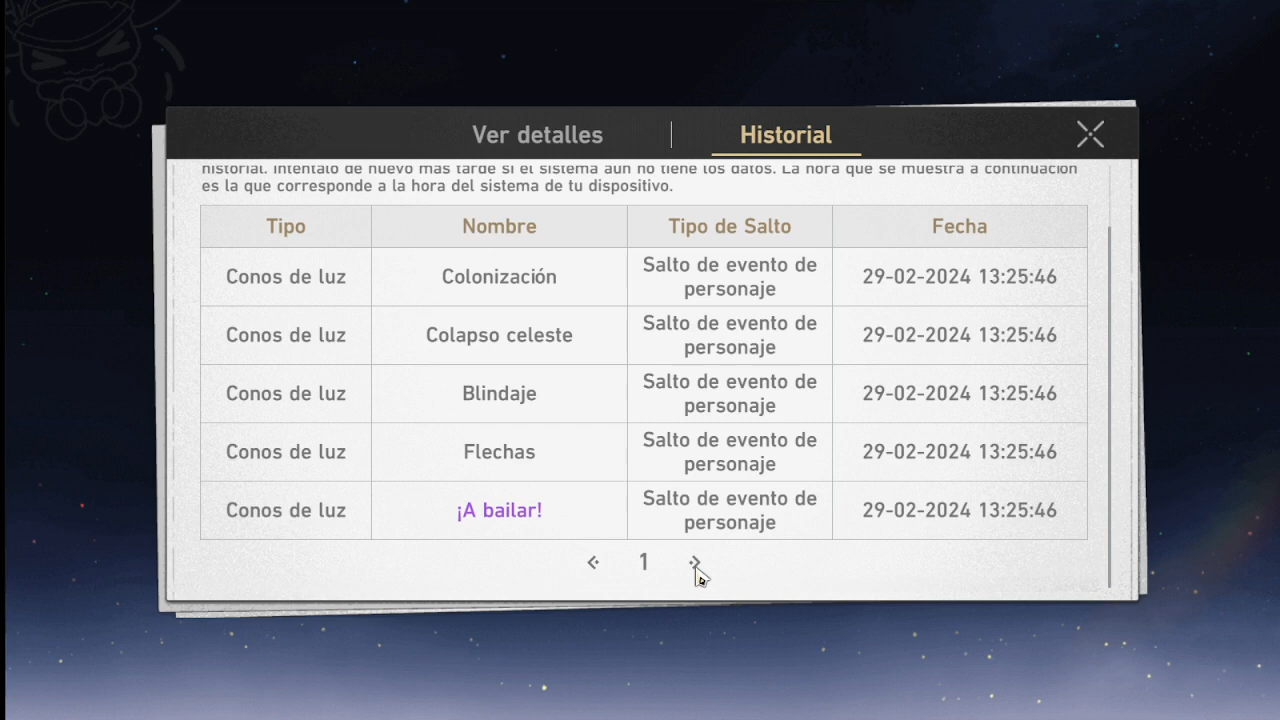 Ver detalles | Historial
historial. Inténtalo de nuevo más tarde si el sistema aún no tiene los datos. La hora que se muestra a continuación
es la que corresponde a la hora del sistema de tu dispositivo.
Tipo Nombre Tipo de Salto Fecha
Conos de luz Colonización Salto de evento de personaje 29-02-2024 13:25:46
Conos de luz Colapso celeste Salto de evento de personaje 29-02-2024 13:25:46
Conos de luz Blindaje Salto de evento de personaje 29-02-2024 13:25:46
Conos de luz Flechas Salto de evento de personaje 29-02-2024 13:25:46
Conos de luz ¡A bailar! Salto de evento de personaje 29-02-2024 13:25:46
1